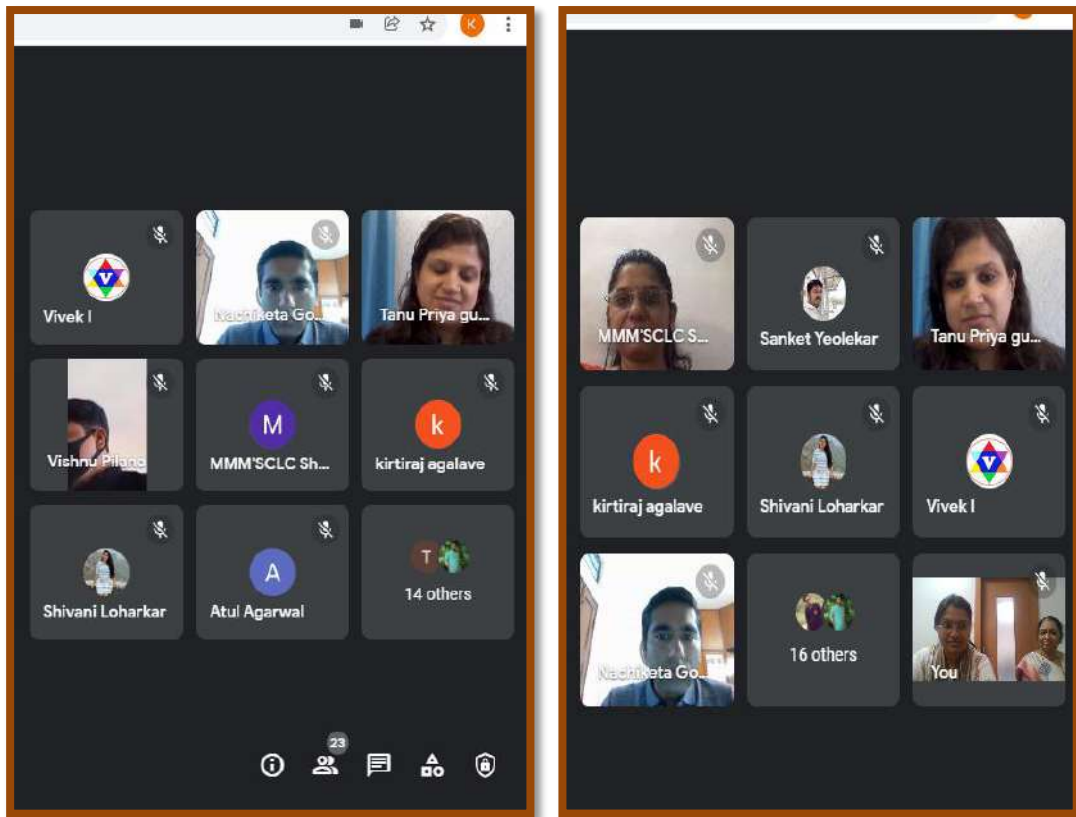 K
V
Vivek I
Nachiketa Go...
Tanu Priya gu...
Vishnu Pilana
M
MMM'SCLC Sh...
k
kirtiraj agalave
Shivani Loharkar
A
Atul Agarwal
T
14 others
23
MMM'SCLC S...
Sanket Yeolekar
Tanu Priya gu...
k
kirtiraj agalave
Shivani Loharkar
V
Vivek I
Nachiketa Go...
16 others
You